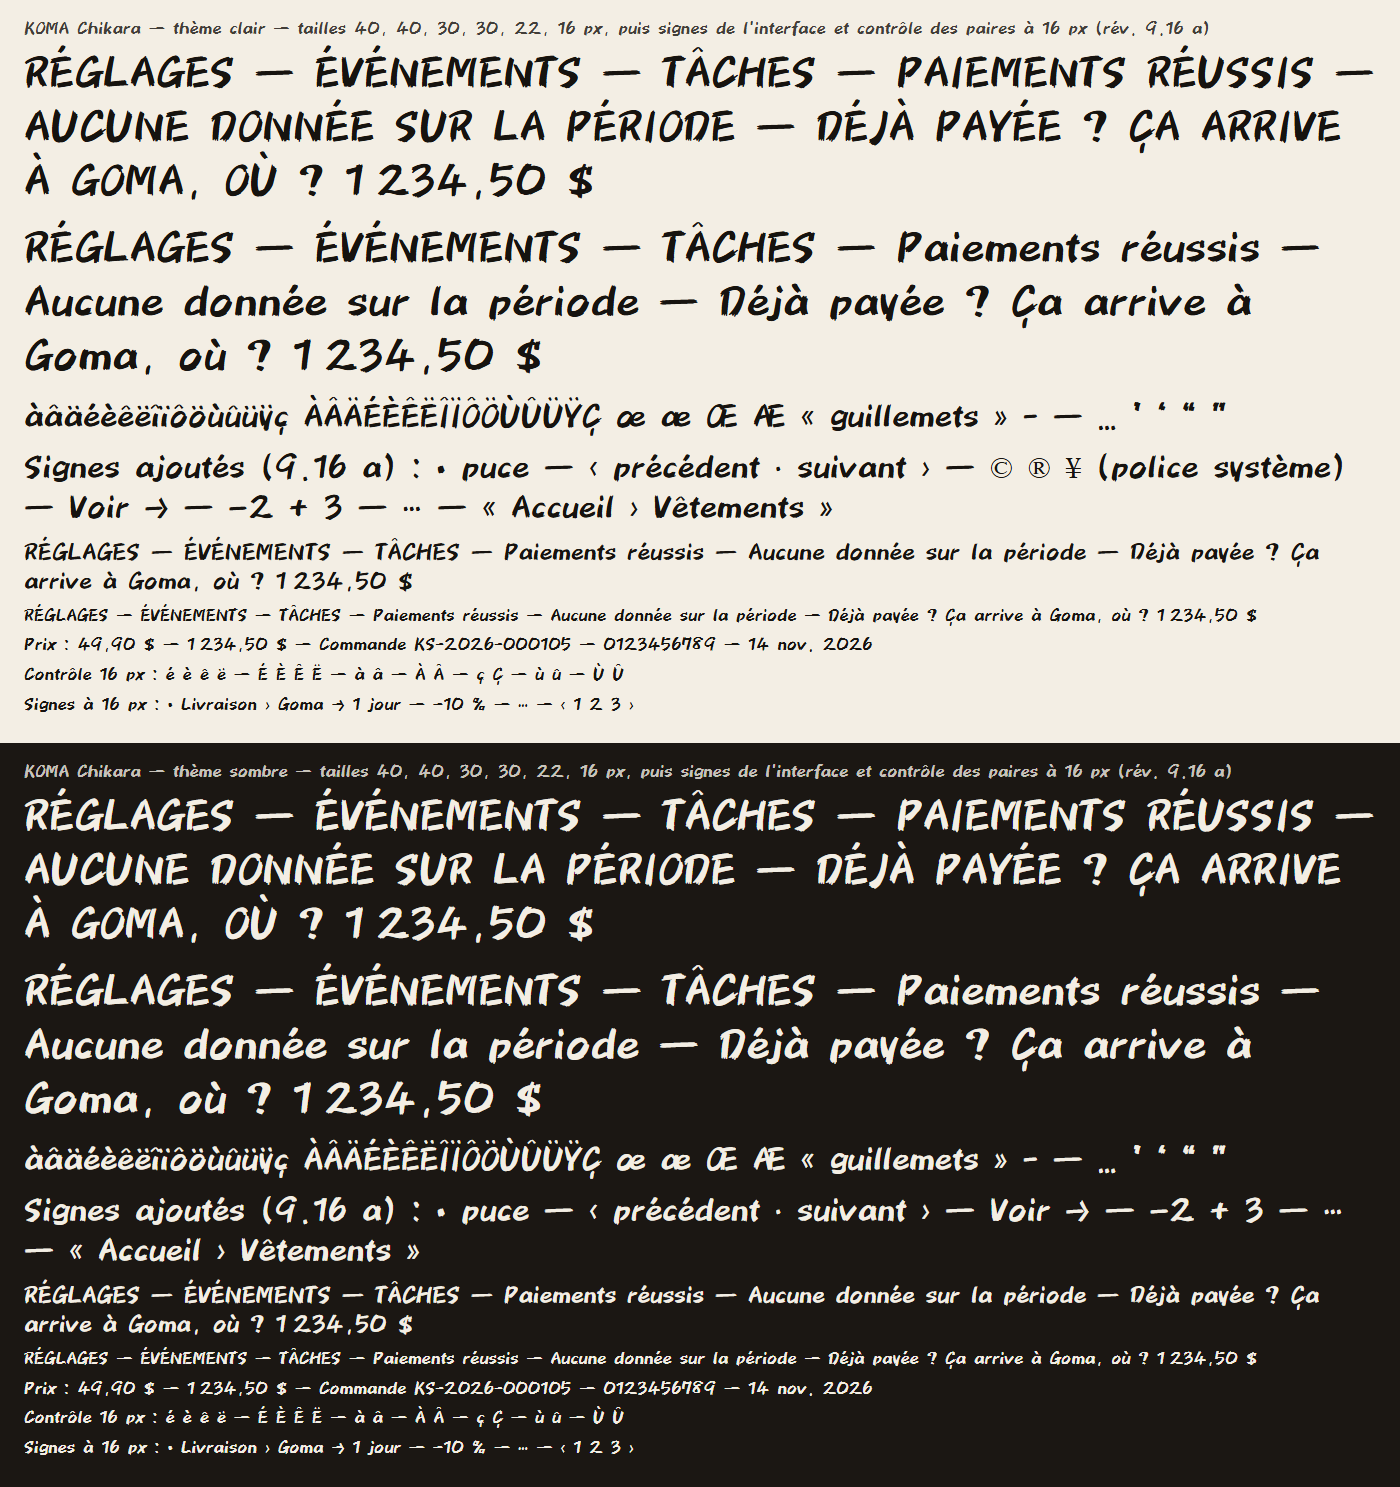 KOMA Chikara — thème clair — tailles 40, 40, 30, 30, 22, 16 px, puis signes de l'interface et contrôle des paires à 16 px (rév. 9.16 a)
RÉGLAGES — ÉVÉNEMENTS — TÂCHES — PAIEMENTS RÉUSSIS —
AUCUNE DONNÉE SUR LA PÉRIODE — DÉJÀ PAYÉE ? ÇA ARRIVE
À GOMA, OÙ ? 1 234,50 $
RÉGLAGES — ÉVÉNEMENTS — TÂCHES — Paiements réussis —
Aucune donnée sur la période — Déjà payée ? Ça arrive à
Goma, où ? 1 234,50 $
àâäéèêëîïôöùûüÿç ÀÂÄÉÈÊËÎÏÔÖÙÛÜŸÇ œ æ Œ Æ « guillemets » – — … ' ‘ “ "
Signes ajoutés (9.16 a) : • puce — ‹ précédent · suivant › — © ® ¥ (police système)
— Voir → — −2 + 3 — ⋯ — « Accueil › Vêtements »
RÉGLAGES — ÉVÉNEMENTS — TÂCHES — Paiements réussis — Aucune donnée sur la période — Déjà payée ? Ça
arrive à Goma, où ? 1 234,50 $
RÉGLAGES — ÉVÉNEMENTS — TÂCHES — Paiements réussis — Aucune donnée sur la période — Déjà payée ? Ça arrive à Goma, où ? 1 234,50 $
Prix : 49,90 $ — 1 234,50 $ — Commande KS-2026-000105 — 0123456789 — 14 nov. 2026
Contrôle 16 px : é è ê ë — É È Ê Ë — à â — À Â — ç Ç — ù û — Ù Û
Signes à 16 px : • Livraison › Goma → 1 jour — −10 % — ⋯ — ‹ 1 2 3 ›
KOMA Chikara — thème sombre — tailles 40, 40, 30, 30, 22, 16 px, puis signes de l'interface et contrôle des paires à 16 px (rév. 9.16 a)
RÉGLAGES — ÉVÉNEMENTS — TÂCHES — PAIEMENTS RÉUSSIS —
AUCUNE DONNÉE SUR LA PÉRIODE — DÉJÀ PAYÉE ? ÇA ARRIVE
À GOMA, OÙ ? 1 234,50 $
RÉGLAGES — ÉVÉNEMENTS — TÂCHES — Paiements réussis —
Aucune donnée sur la période — Déjà payée ? Ça arrive à
Goma, où ? 1 234,50 $
àâäéèêëîïôöùûüÿç ÀÂÄÉÈÊËÎÏÔÖÙÛÜŸÇ œ æ Œ Æ « guillemets » – — … ' ‘ “ "
Signes ajoutés (9.16 a) : • puce — ‹ précédent · suivant › — Voir → — −2 + 3 — ⋯
— « Accueil › Vêtements »
RÉGLAGES — ÉVÉNEMENTS — TÂCHES — Paiements réussis — Aucune donnée sur la période — Déjà payée ? Ça
arrive à Goma, où ? 1 234,50 $
RÉGLAGES — ÉVÉNEMENTS — TÂCHES — Paiements réussis — Aucune donnée sur la période — Déjà payée ? Ça arrive à Goma, où ? 1 234,50 $
Prix : 49,90 $ — 1 234,50 $ — Commande KS-2026-000105 — 0123456789 — 14 nov. 2026
Contrôle 16 px : é è ê ë — É È Ê Ë — à â — À Â — ç Ç — ù û — Ù Û
Signes à 16 px : • Livraison › Goma → 1 jour — −10 % — ⋯ — ‹ 1 2 3 ›